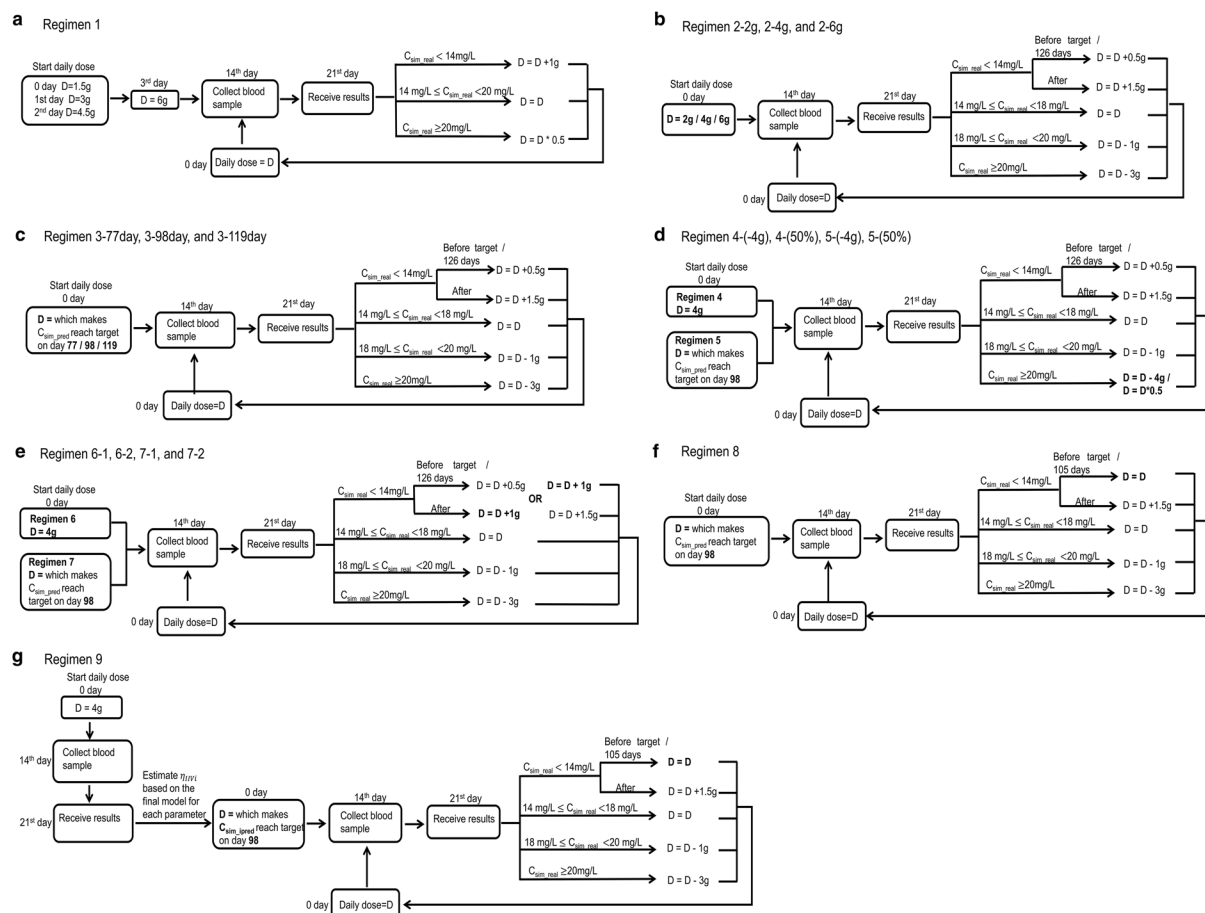 a Regimen 1
Start daily dose
0 day D=1.5g
1st day D=3g
2nd day D=4.5g
3rd day
D = 6g
14th day
Collect blood
sample
21st day
Receive results
Csim_real < 14mg/L
D = D +1g
14 mg/L ≤ Csim_real <20 mg/L
D = D
Csim_real ≥20mg/L
D = D * 0.5
0 day
Daily dose = D
b Regimen 2-2g, 2-4g, and 2-6g
Start daily dose
0 day
D = 2g / 4g / 6g
14th day
Collect blood
sample
21st day
Receive results
Before target /
126 days
Csim_real < 14mg/L
D = D +0.5g
After
D = D +1.5g
14 mg/L ≤ Csim_real <18 mg/L
D = D
18 mg/L ≤ Csim_real <20 mg/L
D = D - 1g
Csim_real ≥20mg/L
D = D - 3g
0 day
Daily dose=D
c Regimen 3-77day, 3-98day, and 3-119day
Start daily dose
0 day
D = which makes
Csim_pred reach target
on day 77 / 98 / 119
14th day
Collect blood
sample
21st day
Receive results
Before target /
126 days
Csim_real < 14mg/L
D = D +0.5g
After
D = D +1.5g
14 mg/L ≤ Csim_real <18 mg/L
D = D
18 mg/L ≤ Csim_real <20 mg/L
D = D - 1g
Csim_real ≥20mg/L
D = D - 3g
0 day
Daily dose=D
d Regimen 4-(-4g), 4-(50%), 5-(-4g), 5-(50%)
Start daily dose
0 day
Regimen 4
D = 4g
Regimen 5
D = which makes
Csim_pred reach
target on day 98
14th day
Collect blood
sample
21st day
Receive results
Before target /
126 days
Csim_real < 14mg/L
D = D +0.5g
After
D = D +1.5g
14 mg/L ≤ Csim_real <18 mg/L
D = D
18 mg/L ≤ Csim_real <20 mg/L
D = D - 1g
Csim_real ≥20mg/L
D = D - 4g /
D = D*0.5
0 day
Daily dose=D
e Regimen 6-1, 6-2, 7-1, and 7-2
Start daily dose
0 day
Regimen 6
D = 4g
Regimen 7
D = which makes
Csim_pred reach
target on day 98
14th day
Collect blood
sample
21st day
Receive results
Before target /
126 days
Csim_real < 14mg/L
D = D +0.5g
D = D + 1g
OR
After
D = D +1g
D = D +1.5g
14 mg/L ≤ Csim_real <18 mg/L
D = D
18 mg/L ≤ Csim_real <20 mg/L
D = D - 1g
Csim_real ≥20mg/L
D = D - 3g
0 day
Daily dose=D
f Regimen 8
Start daily dose
0 day
D = which makes
Csim_pred reach target
on day 98
14th day
Collect blood
sample
21st day
Receive results
Before target /
105 days
Csim_real < 14mg/L
D = D
After
D = D +1.5g
14 mg/L ≤ Csim_real <18 mg/L
D = D
18 mg/L ≤ Csim_real <20 mg/L
D = D - 1g
Csim_real ≥20mg/L
D = D - 3g
0 day
Daily dose=D
g Regimen 9
Start daily dose
0 day
D = 4g
14th day
Collect blood
sample
21st day
Receive results
Estimate ηIIVi
based on the
final model for
each parameter
0 day
D = which makes
Csim_ipred reach target
on day 98
14th day
Collect blood
sample
21st day
Receive results
Before target /
105 days
Csim_real < 14mg/L
D = D
After
D = D +1.5g
14 mg/L ≤ Csim_real <18 mg/L
D = D
18 mg/L ≤ Csim_real <20 mg/L
D = D - 1g
Csim_real ≥20mg/L
D = D - 3g
0 day
Daily dose=D